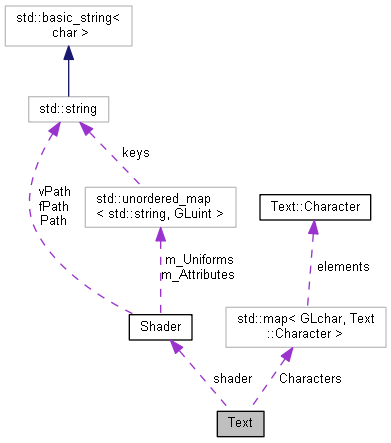 std::basic_string<
char >
std::string
keys
vPath
fPath
Path
std::unordered_map
< std::string, GLuint >
Text::Character
m_Uniforms
m_Attributes
elements
Shader
std::map< GLchar, Text
::Character >
shader
Characters
Text